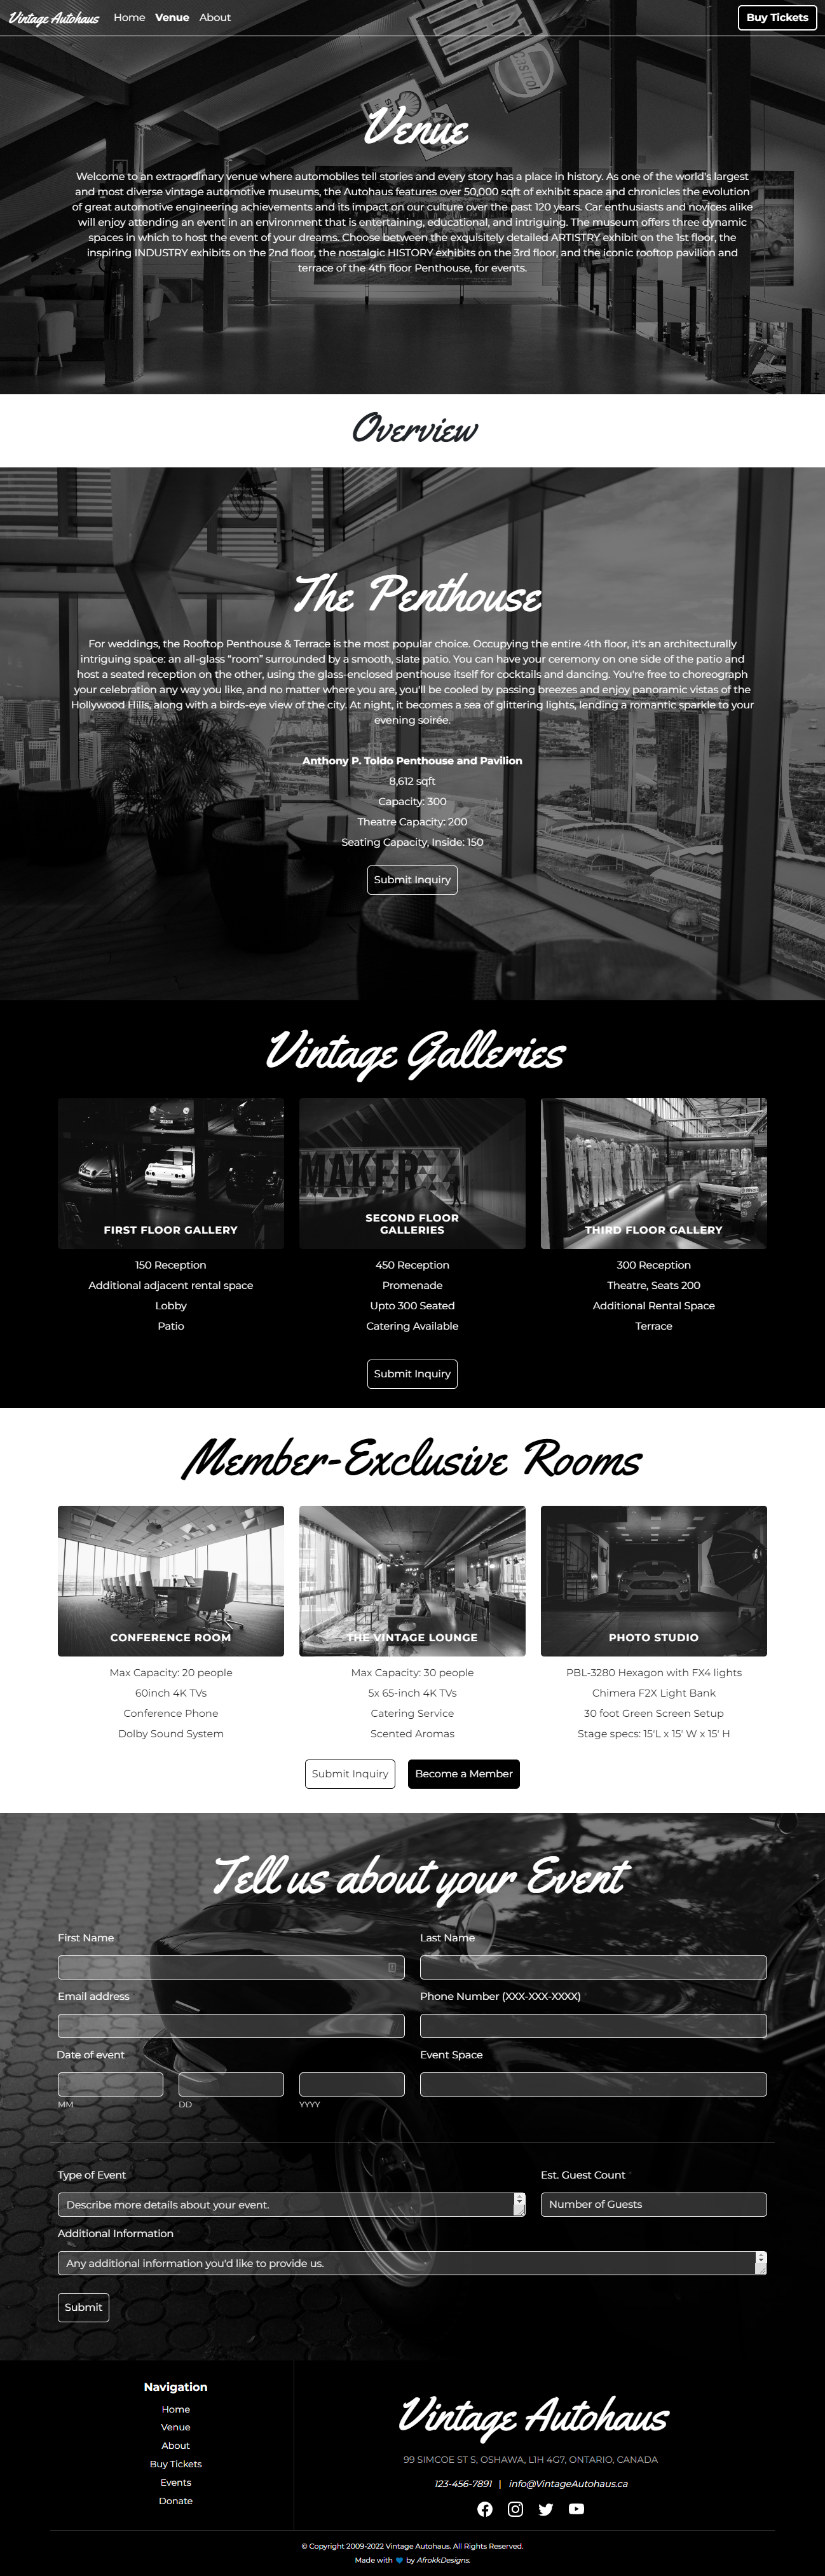 Vintage Autohaus Home Venue About Buy Tickets
Castrol
Venue
Welcome to an extraordinary venue where automobiles tell stories and every story has a place in history. As one of the world's largest
and most diverse vintage automotive museums, the Autohaus features over 50,000 sqft of exhibit space and chronicles the evolution
of great automotive engineering achievements and its impact on our culture over the past 120 years. Car enthusiasts and novices alike
will enjoy attending an event in an environment that is entertaining, educational, and intriguing. The museum offers three dynamic
spaces in which to host the event of your dreams. Choose between the exquisitely detailed ARTISTRY exhibit on the 1st floor, the
inspiring INDUSTRY exhibits on the 2nd floor, the nostalgic HISTORY exhibits on the 3rd floor, and the iconic rooftop pavilion and
terrace of the 4th floor Penthouse, for events.
Overview
The Penthouse
For weddings, the Rooftop Penthouse & Terrace is the most popular choice. Occupying the entire 4th floor, it's an architecturally
intriguing space: an all-glass “room” surrounded by a smooth, slate patio. You can have your ceremony on one side of the patio and
host a seated reception on the other, using the glass-enclosed penthouse itself for cocktails and dancing. You're free to choreograph
your celebration any way you like, and no matter where you are, you'll be cooled by passing breezes and enjoy panoramic vistas of the
Hollywood Hills, along with a birds-eye view of the city. At night, it becomes a sea of glittering lights, lending a romantic sparkle to your
evening soirée.
Anthony P. Toldo Penthouse and Pavilion
8,612 sqft
Capacity: 300
Theatre Capacity: 200
Seating Capacity, Inside: 150
Submit Inquiry
Vintage Galleries
MAKER
FIRST FLOOR GALLERY
SECOND FLOOR
GALLERIES
THIRD FLOOR GALLERY
150 Reception
Additional adjacent rental space
Lobby
Patio
450 Reception
Promenade
Upto 300 Seated
Catering Available
300 Reception
Theatre, Seats 200
Additional Rental Space
Terrace
Submit Inquiry
Member-Exclusive Rooms
CONFERENCE ROOM
THE VINTAGE LOUNGE
PHOTO STUDIO
Max Capacity: 20 people
60inch 4K TVs
Conference Phone
Dolby Sound System
Max Capacity: 30 people
5x 65-inch 4K TVs
Catering Service
Scented Aromas
PBL-3280 Hexagon with FX4 lights
Chimera F2X Light Bank
30 foot Green Screen Setup
Stage specs: 15'L x 15' W x 15' H
Submit Inquiry Become a Member
Tell us about your Event
First Name
Last Name
Email address
Phone Number (XXX-XXX-XXXX)
Date of event
Event Space
MM DD YYYY
Type of Event
Est. Guest Count
Describe more details about your event.
Number of Guests
Additional Information
Any additional information you'd like to provide us.
Submit
Navigation
Home
Venue
About
Buy Tickets
Events
Donate
Vintage Autohaus
99 SIMCOE ST S, OSHAWA, L1H 4G7, ONTARIO, CANADA
123-456-7891 | info@VintageAutohaus.ca
© Copyright 2009-2022 Vintage Autohaus. All Rights Reserved.
Made with 💙 by AfrokkDesigns.